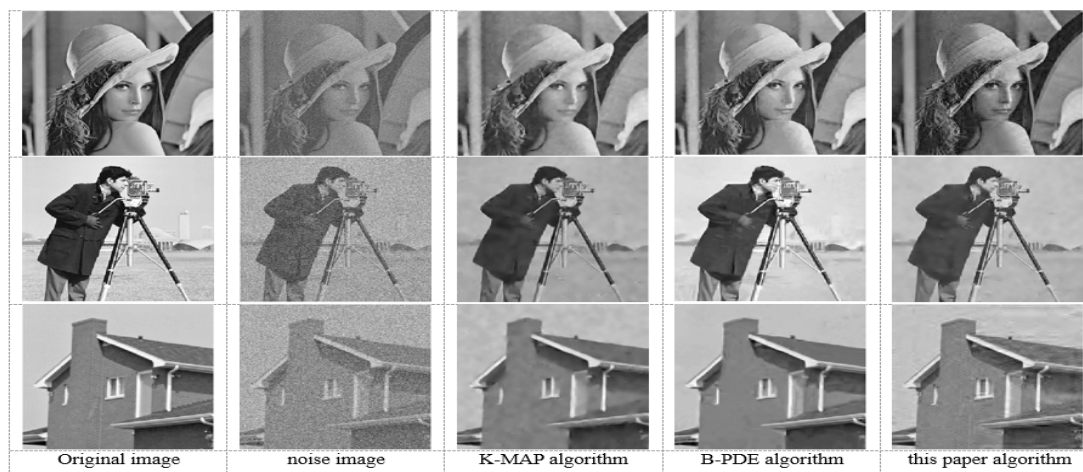 Original image
noise image
K-MAP algorithm
B-PDE algorithm
this paper algorithm